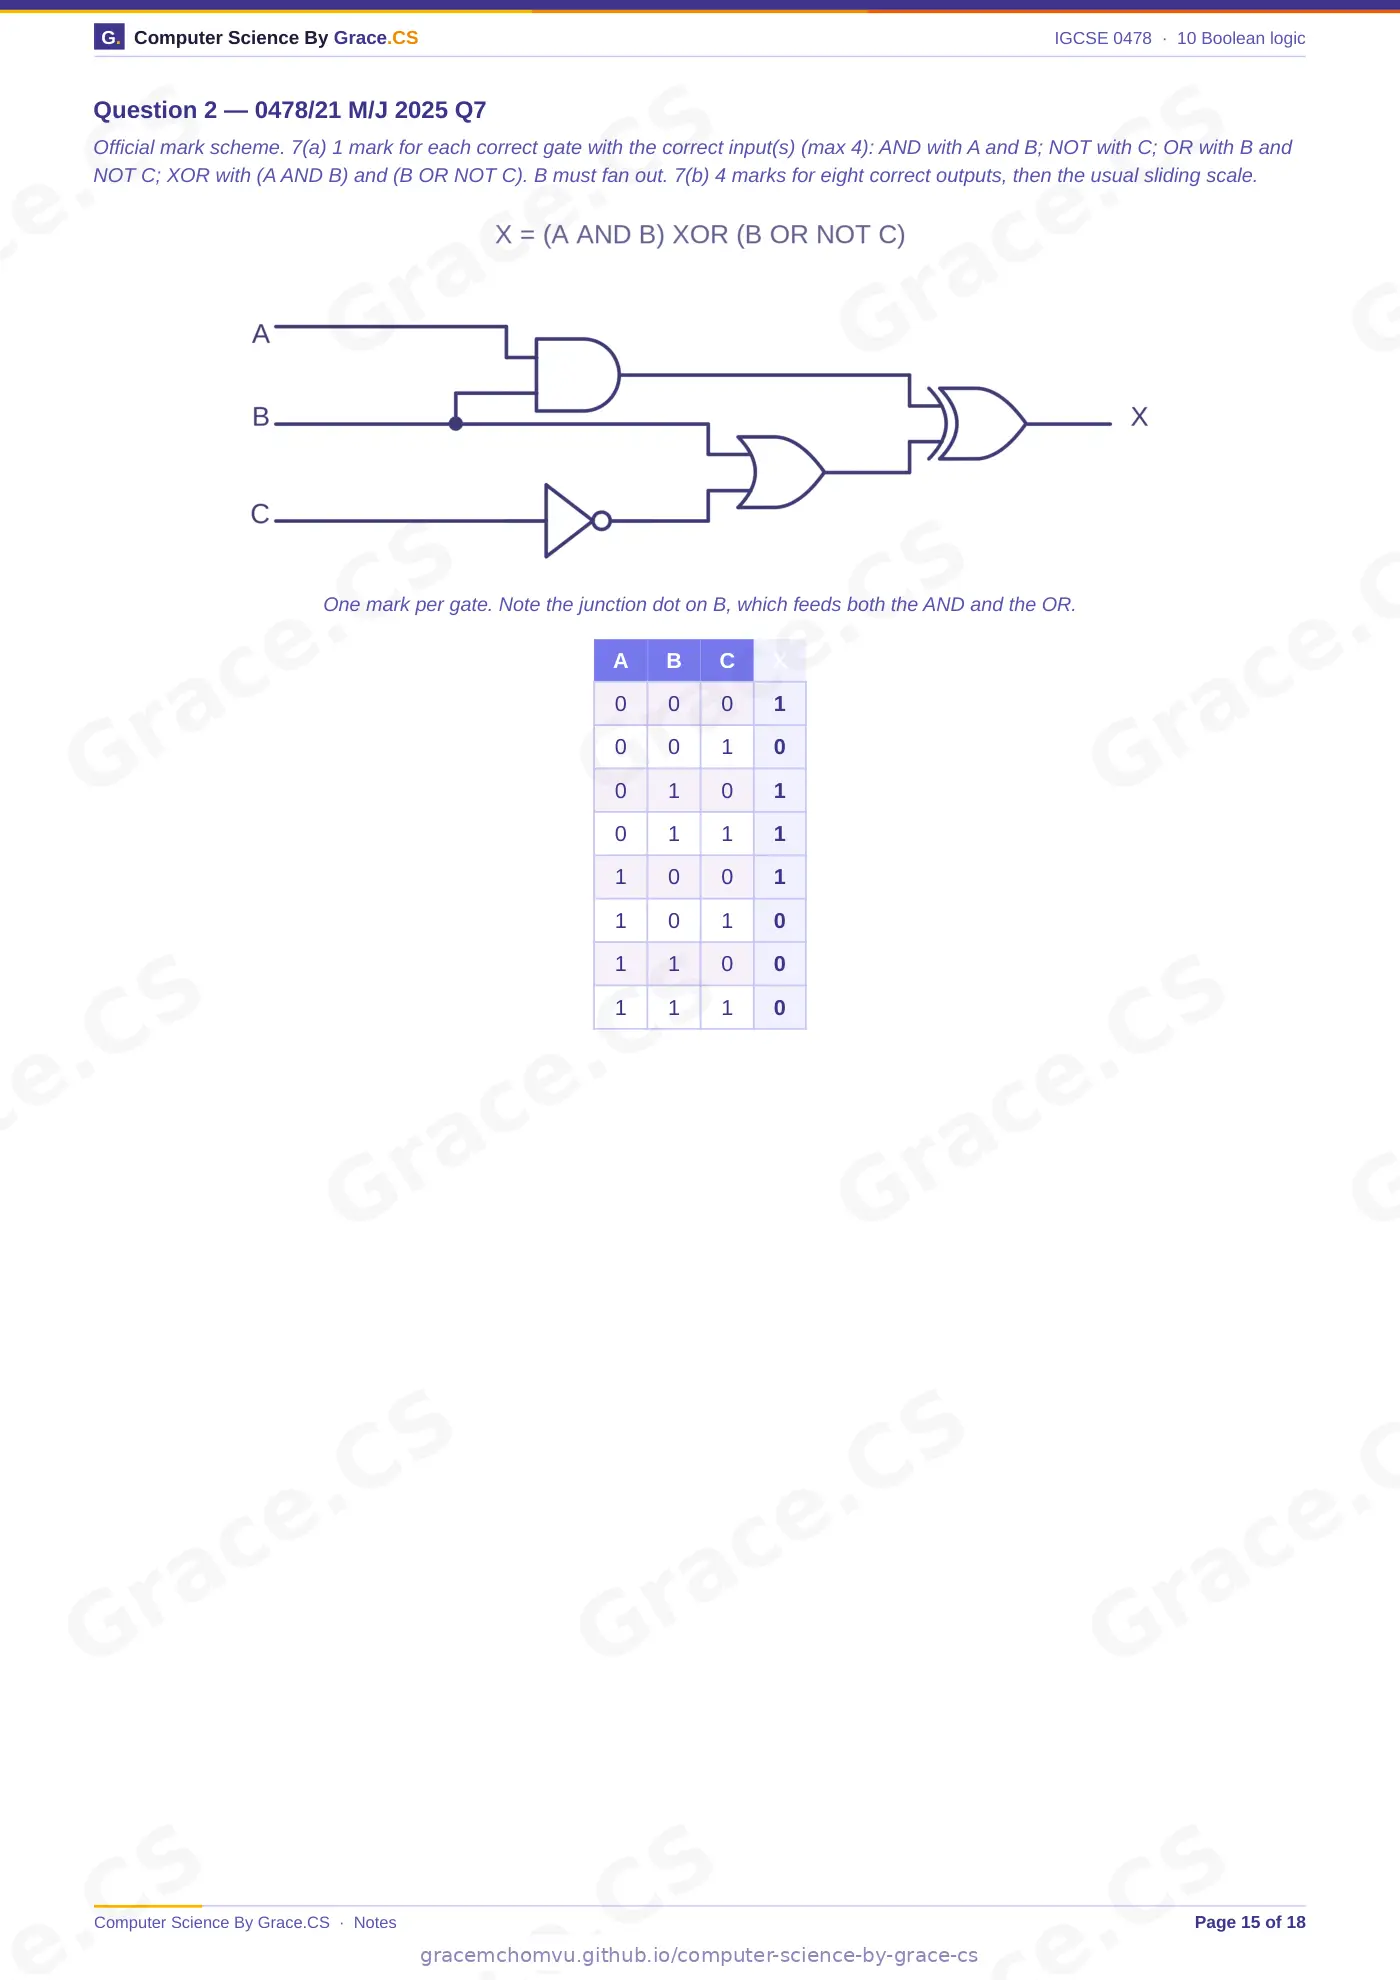 G. Computer Science By Grace.CS
IGCSE 0478 · 10 Boolean logic
Question 2 — 0478/21 M/J 2025 Q7
Official mark scheme. 7(a) 1 mark for each correct gate with the correct input(s) (max 4): AND with A and B; NOT with C; OR with B and
NOT C; XOR with (A AND B) and (B OR NOT C). B must fan out. 7(b) 4 marks for eight correct outputs, then the usual sliding scale.
X = (A AND B) XOR (B OR NOT C)
A
B
X
C
One mark per gate. Note the junction dot on B, which feeds both the AND and the OR.
A B C X
0 0 0 1
0 0 1 0
0 1 0 1
0 1 1 1
1 0 0 1
1 0 1 0
1 1 0 0
1 1 1 0
Computer Science By Grace.CS · Notes
Page 15 of 18
gracemchomvu.github.io/computer-science-by-grace-cs
Grace.CS